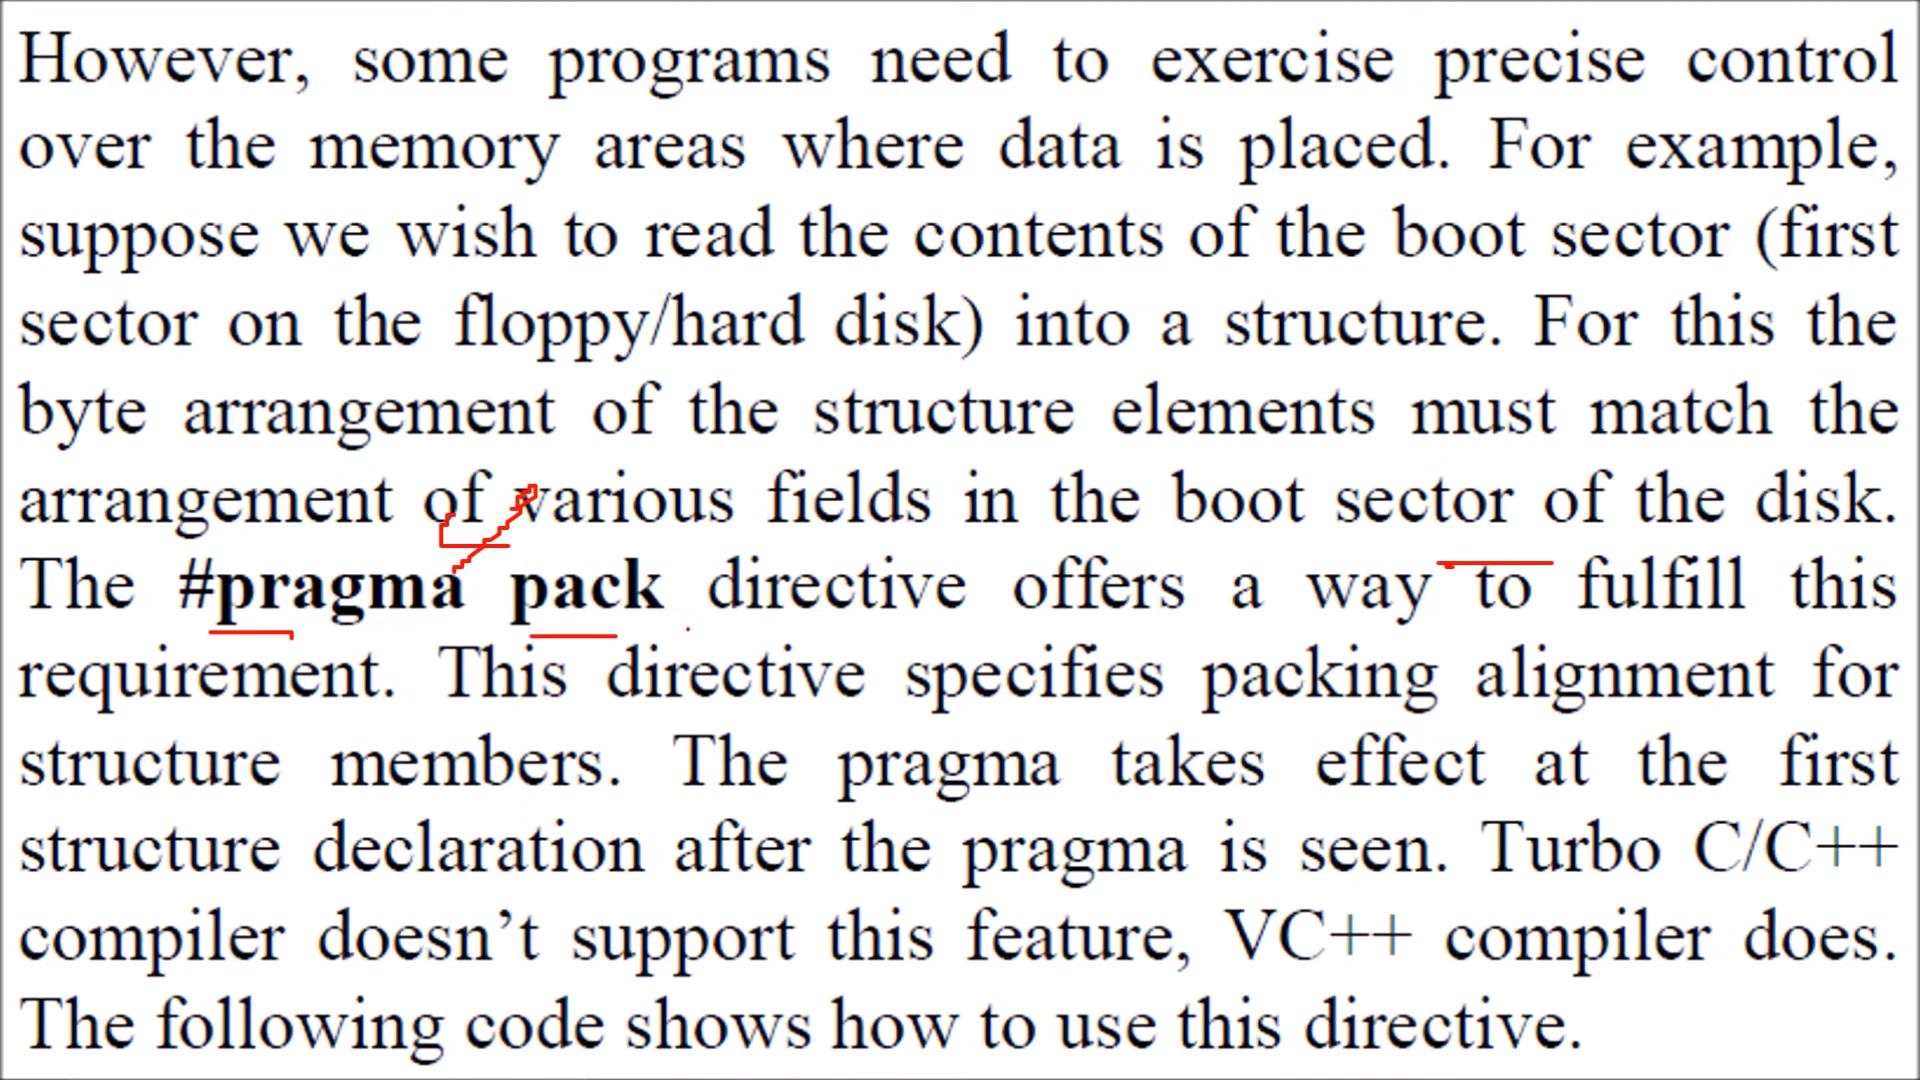 However, some programs need to exercise precise control
over the memory areas where data is placed. For example,
suppose we wish to read the contents of the boot sector (first
sector on the floppy/hard disk) into a structure. For this the
byte arrangement of the structure elements must match the
arrangement of various fields in the boot sector of the disk.
The #pragma pack directive offers a way to fulfill this
requirement. This directive specifies packing alignment for
structure members. The pragma takes effect at the first
structure declaration after the pragma is seen. Turbo C/C++
compiler doesn’t support this feature, VC++ compiler does.
The following code shows how to use this directive.